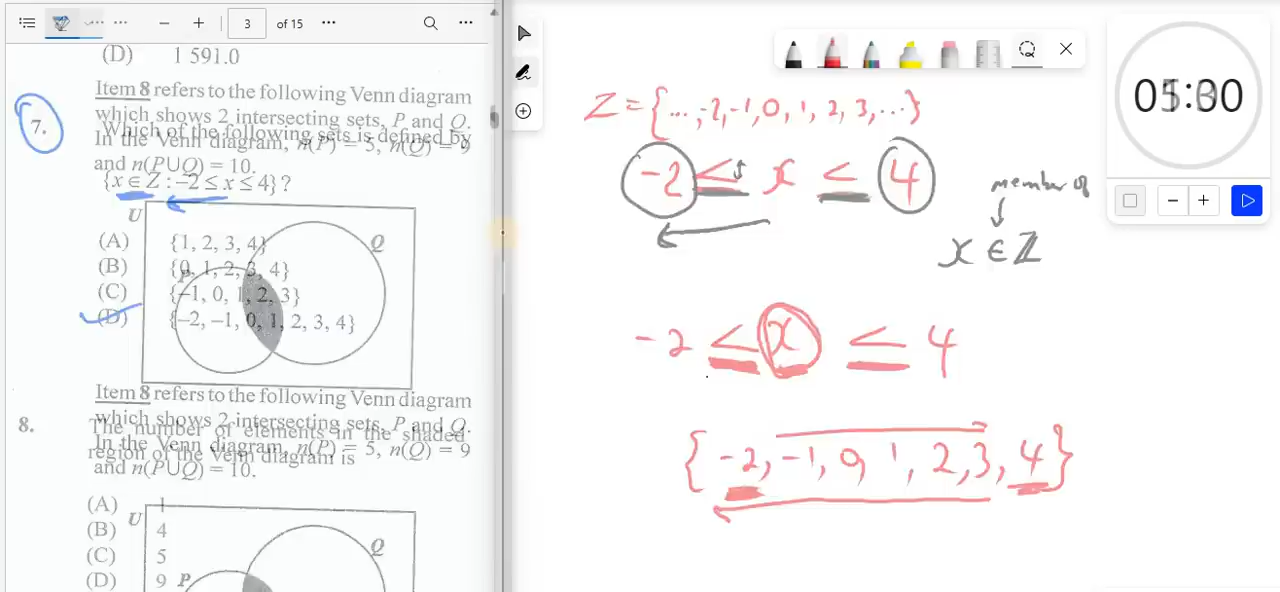 3 of 15
(D) 1 591.0
Item 8 refers to the following Venn diagram
which shows 2 intersecting sets, P and Q.
7. Which of the following sets is defined by
In the Venn diagram, n(P) = 5, n(Q) = 9
and n(P∪Q) = 10.
{x ∈ Z : −2 ≤ x ≤ 4}?
U
Q
P
(A) {1, 2, 3, 4}
(B) {0, 1, 2, 3, 4}
(C) {−1, 0, 1, 2, 3}
(D) {−2, −1, 0, 1, 2, 3, 4}
Item 8 refers to the following Venn diagram
which shows 2 intersecting sets, P and Q.
8. The number of elements in the shaded
In the Venn diagram, n(P) = 5, n(Q) = 9
region of the Venn diagram is
and n(P∪Q) = 10.
(A) 1
U
(B) 4
Q
(C) 5
(D) 9
P
Z = {..., -2, -1, 0, 1, 2, 3, ...}
-2 ≤ x ≤ 4
member of
x ∈ ℤ
-2 ≤ x ≤ 4
{-2, -1, 0, 1, 2, 3, 4}